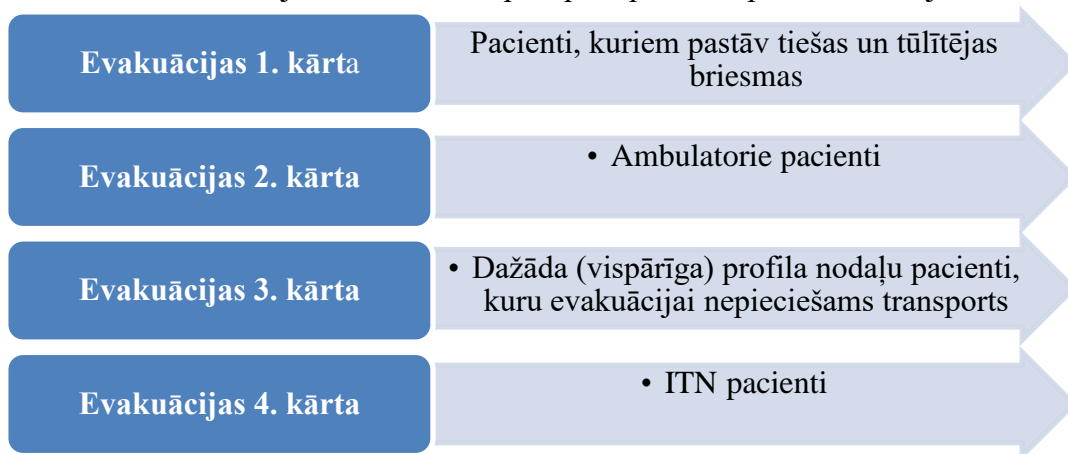 Evakuācijas 1. kārta
Pacienti, kuriem pastāv tiešas un tūlītējas
briesmas
Evakuācijas 2. kārta
• Ambulatorie pacienti
Evakuācijas 3. kārta
• Dažāda (vispārīga) profila nodaļu pacienti,
kuru evakuācijai nepieciešams transports
Evakuācijas 4. kārta
• ITN pacienti